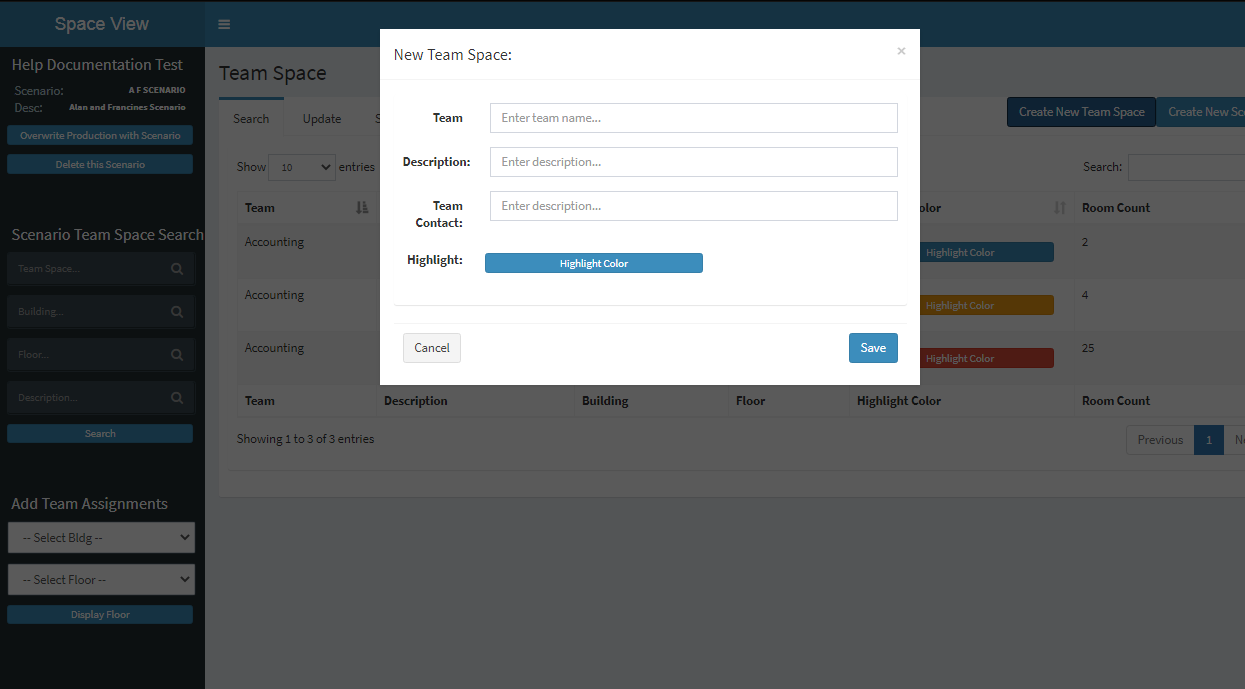 Space View
Help Documentation Test
Scenario: A F SCENARIO
Desc: Alan and Francines Scenario
Overwrite Production with Scenario
Delete this Scenario
Scenario Team Space Search
Team Space...
Building...
Floor...
Description...
Search
Add Team Assignments
-- Select Bldg --
-- Select Floor --
Display Floor
Team Space
Search Update S
Create New Team Space Create New Sce
Show 10 entries
Search:
Team olor Room Count
Accounting Highlight Color 2
Accounting Highlight Color 4
Accounting Highlight Color 25
Team Description Building Floor Highlight Color Room Count
Showing 1 to 3 of 3 entries
Previous 1 Ne
New Team Space: ×
Team Enter team name...
Description: Enter description...
Team
Contact: Enter description...
Highlight: Highlight Color
Cancel Save